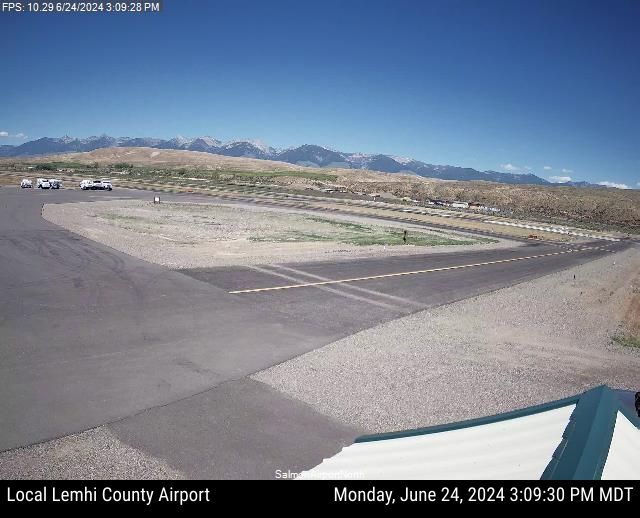 FPS: 10.29 6/24/2024 3:09:28 PM
Local Lemhi County Airport
Monday, June 24, 2024 3:09:30 PM MDT